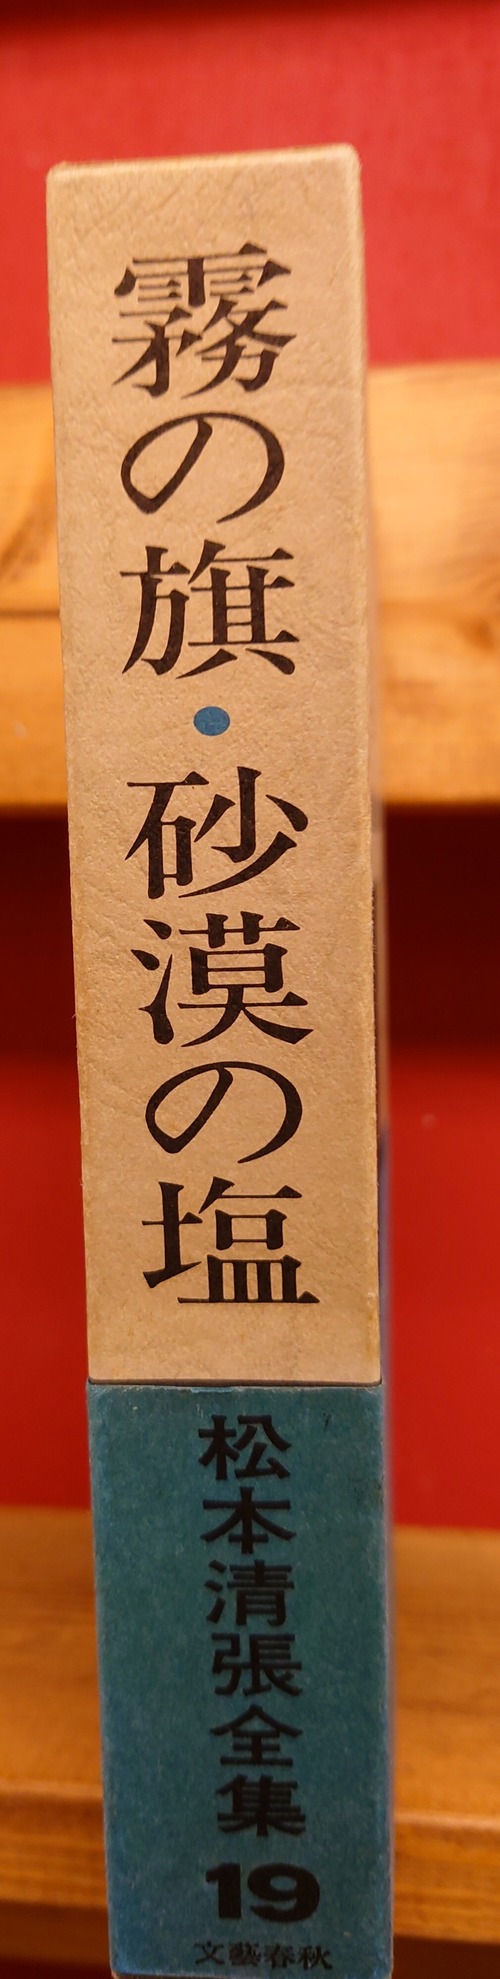 霧の旗・砂漠の塩
松本清張全集
19
文藝春秋